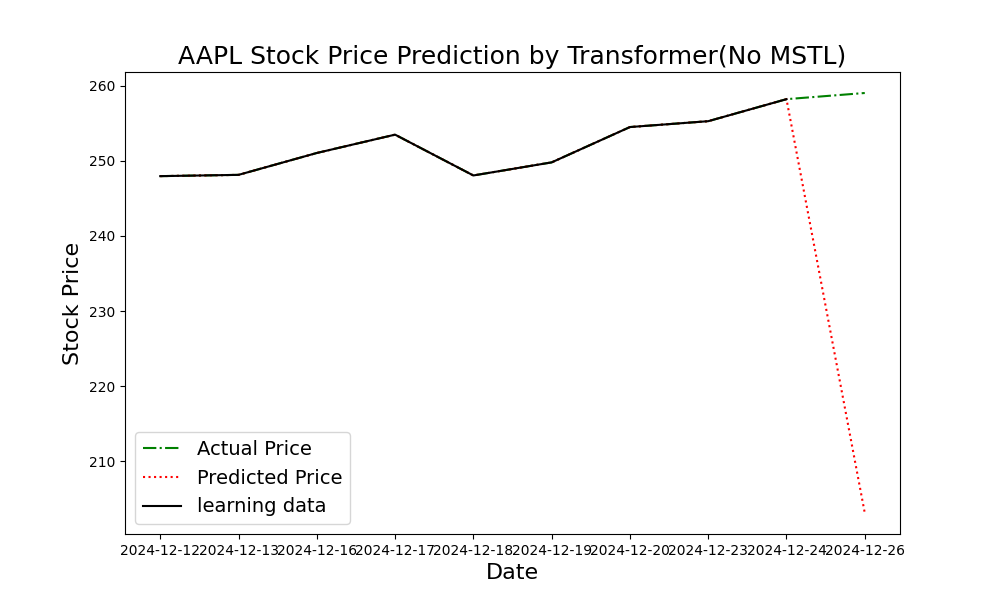 AAPL Stock Price Prediction by Transformer(No MSTL)
260
250
240
230
220
210
Stock Price
Actual Price
Predicted Price
learning data
2024-12-12 2024-12-13 2024-12-16 2024-12-17 2024-12-18 2024-12-19 2024-12-20 2024-12-23 2024-12-24 2024-12-26
Date